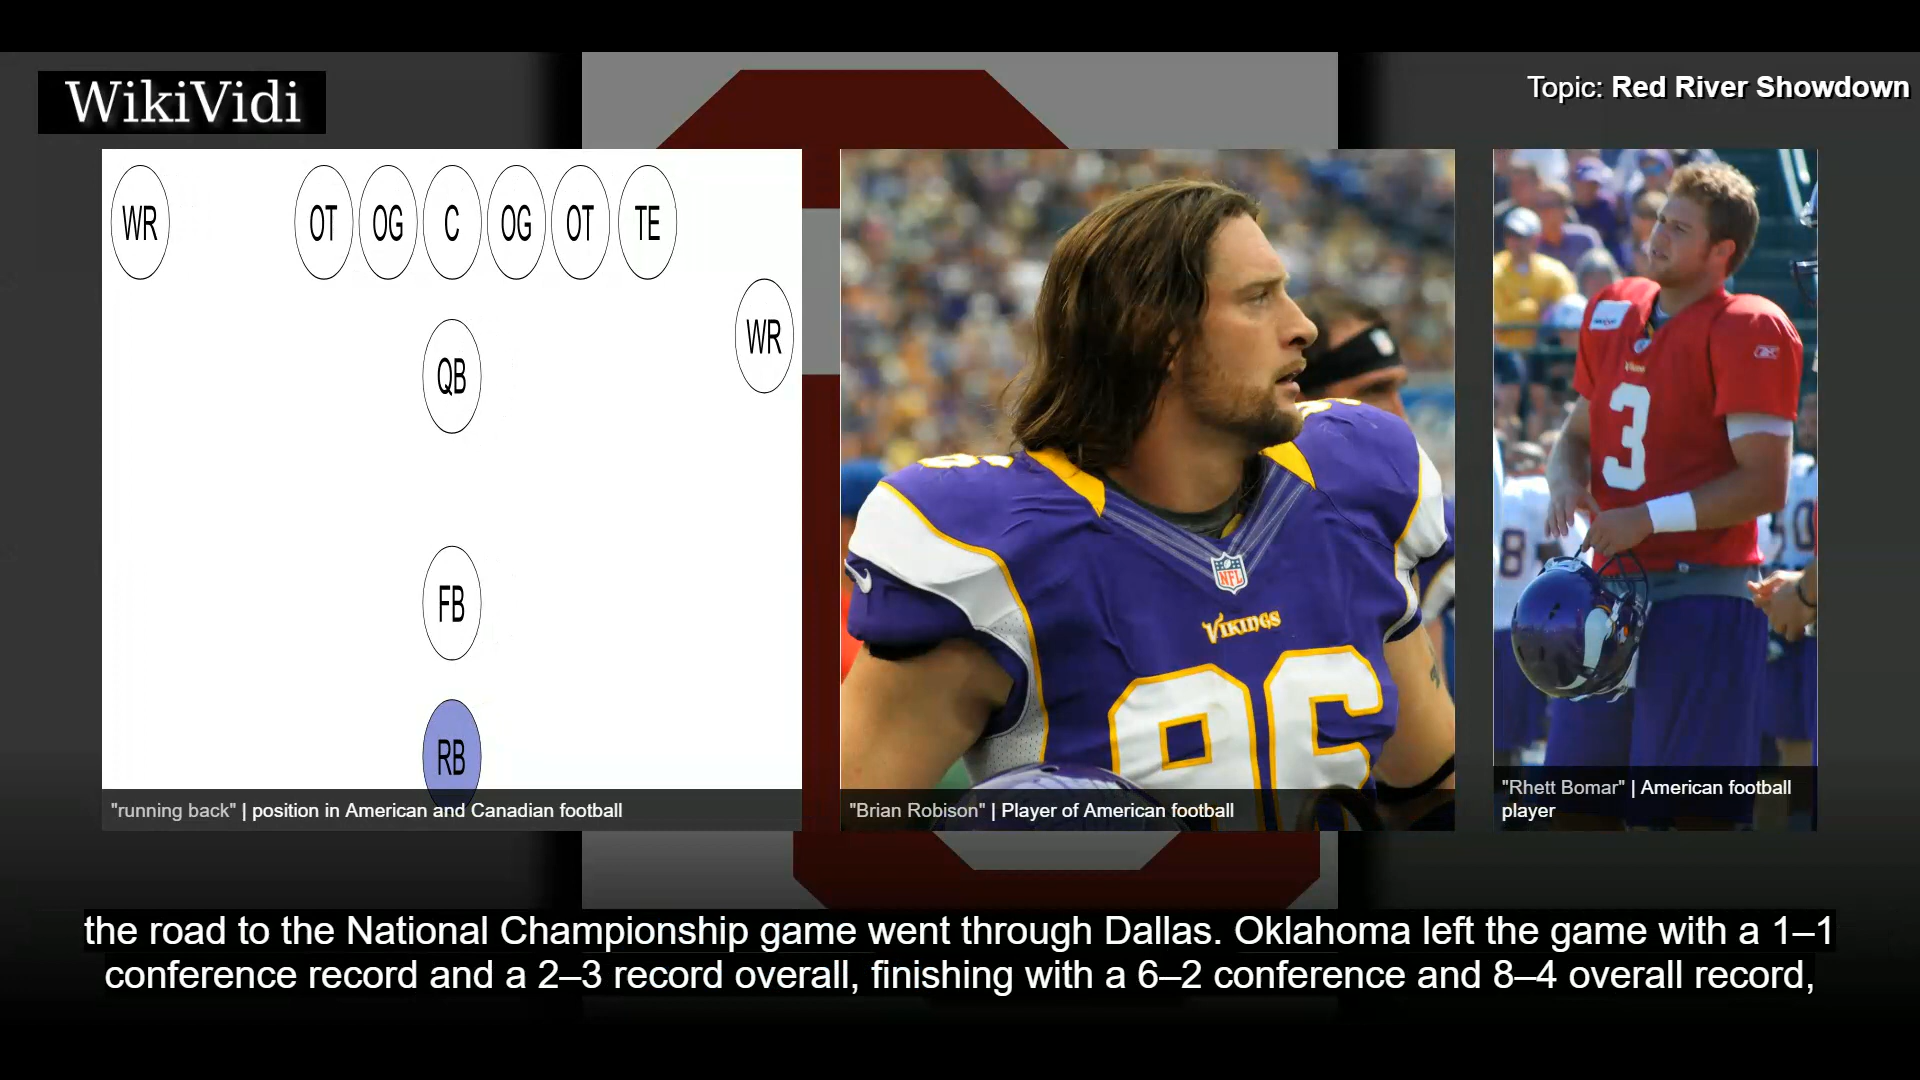 WikiVidi
Topic: Red River Showdown
WR OT OG C OG OT TE
WR
QB
FB
RB
"running back" | position in American and Canadian football
NFL
VIKINGS
96
"Brian Robison" | Player of American football
3
8
"Rhett Bomar" | American football
player
the road to the National Championship game went through Dallas. Oklahoma left the game with a 1–1
conference record and a 2–3 record overall, finishing with a 6–2 conference and 8–4 overall record,